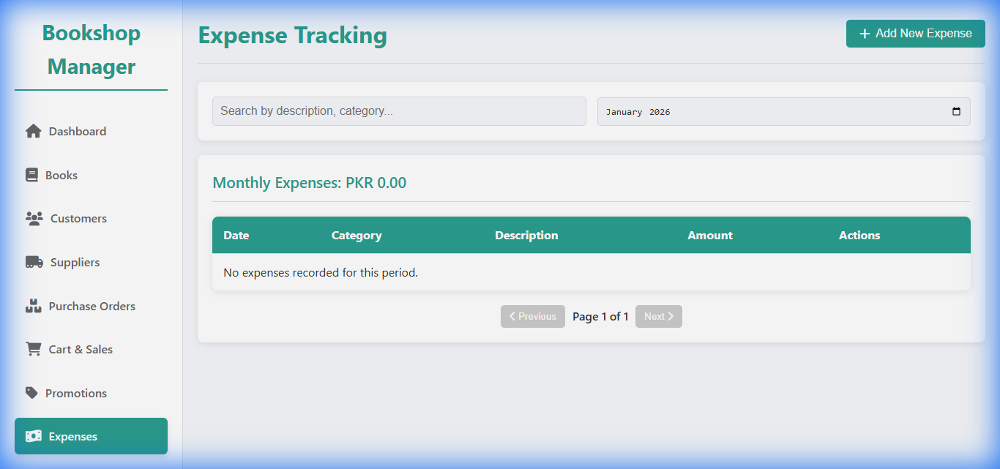 Bookshop
Manager
Dashboard
Books
Customers
Suppliers
Purchase Orders
Cart & Sales
Promotions
Expenses
Expense Tracking
Add New Expense
Search by description, category...
January 2026
Monthly Expenses: PKR 0.00
Date Category Description Amount Actions
No expenses recorded for this period.
Previous Page 1 of 1 Next